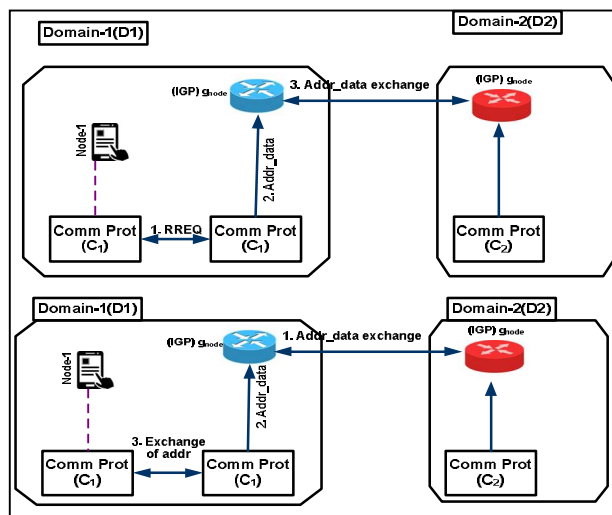 Domain-1(D1)
Domain-2(D2)
(IGP) gnode
3. Addr_data exchange
(IGP) gnode
Node-1
2. Addr_data
Comm Prot
(C1)
1. RREQ
Comm Prot
(C1)
Comm Prot
(C2)
Domain-1(D1)
Domain-2(D2)
(IGP) gnode
1. Addr_data exchange
(IGP) gnode
Node-1
2. Addr_data
3. Exchange
of addr
Comm Prot
(C1)
Comm Prot
(C1)
Comm Prot
(C2)